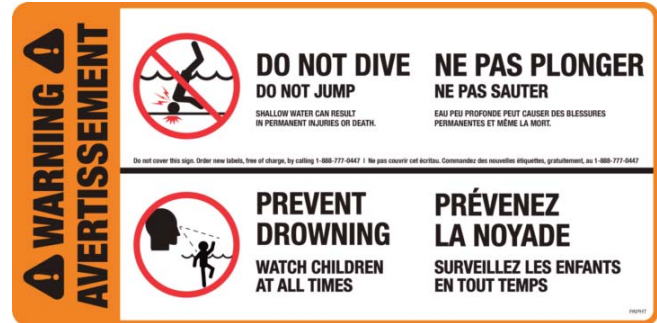 WARNING
AVERTISSEMENT
DO NOT DIVE
DO NOT JUMP
SHALLOW WATER CAN RESULT
IN PERMANENT INJURIES OR DEATH.
NE PAS PLONGER
NE PAS SAUTER
EAU PEU PROFONDE PEUT CAUSER DES BLESSURES
PERMANENTES ET MÊME LA MORT.
Do not cover this sign. Order new labels, free of charge, by calling 1-888-777-0447 | Ne pas couvrir cet écritau. Commandez des nouvelles étiquettes, gratuitement, au 1-888-777-0447
PREVENT
DROWNING
WATCH CHILDREN
AT ALL TIMES
PRÉVENEZ
LA NOYADE
SURVEILLEZ LES ENFANTS
EN TOUT TEMPS